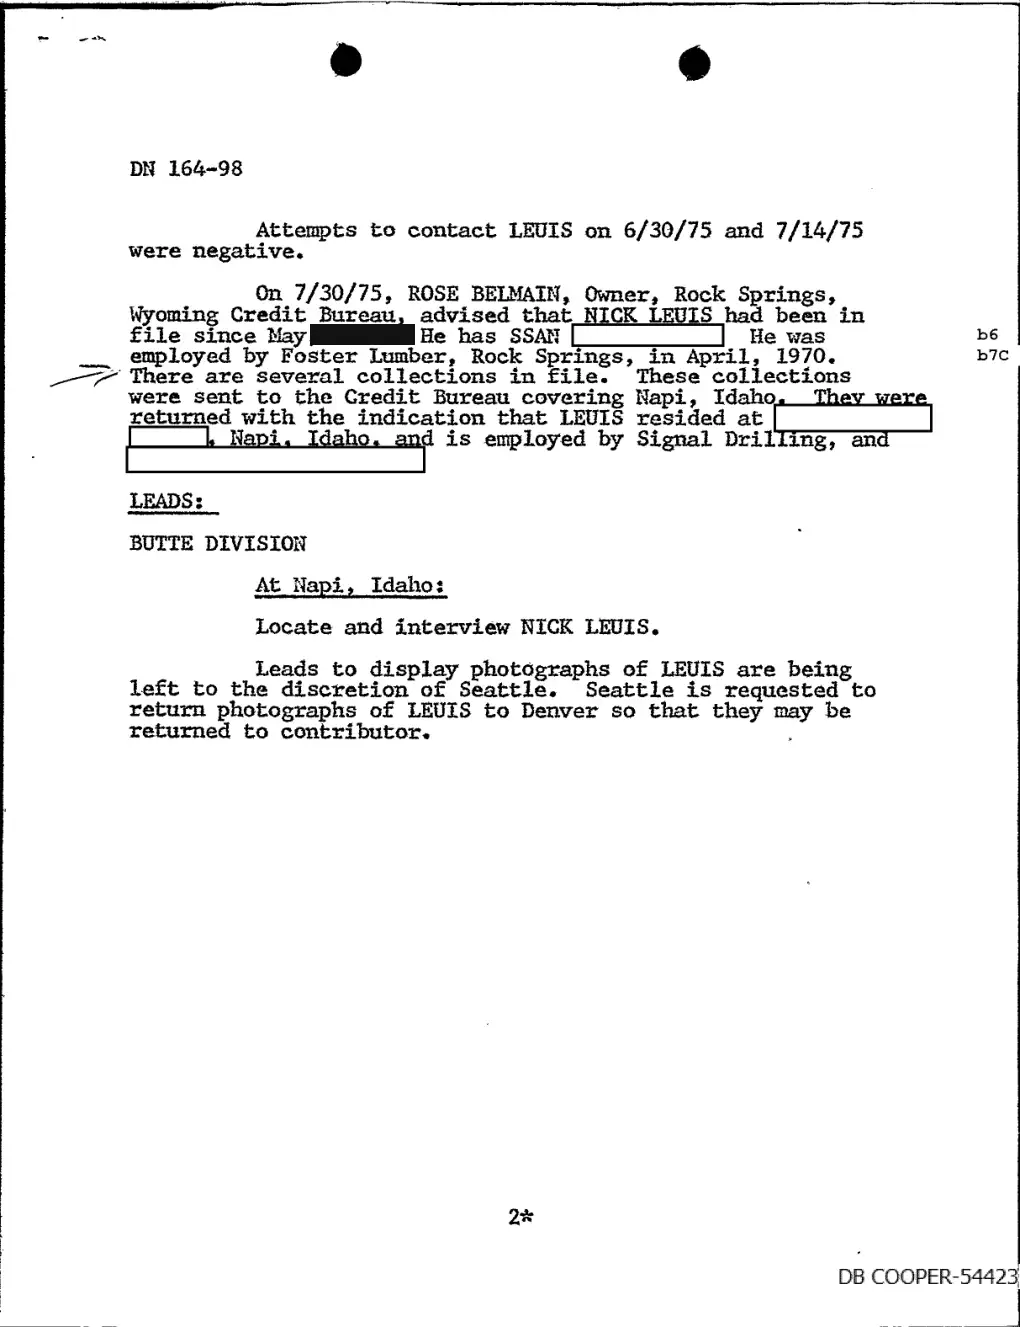 DN 164-98
Attempts to contact LEUIS on 6/30/75 and 7/14/75
were negative.
On 7/30/75, ROSE BELMAIN, Owner, Rock Springs,
Wyoming Credit Bureau, advised that NICK LEUIS had been in
file since May He has SSAN He was
b6
employed by Foster Lumber, Rock Springs, in April, 1970.
b7C
There are several collections in file. These collections
were sent to the Credit Bureau covering Napi, Idaho. They were
returned with the indication that LEUIS resided at
, Napi, Idaho, and is employed by Signal Drilling, and
LEADS:
BUTTE DIVISION
At Napi, Idaho:
Locate and interview NICK LEUIS.
Leads to display photographs of LEUIS are being
left to the discretion of Seattle. Seattle is requested to
return photographs of LEUIS to Denver so that they may be
returned to contributor.
2*
DB COOPER-54423